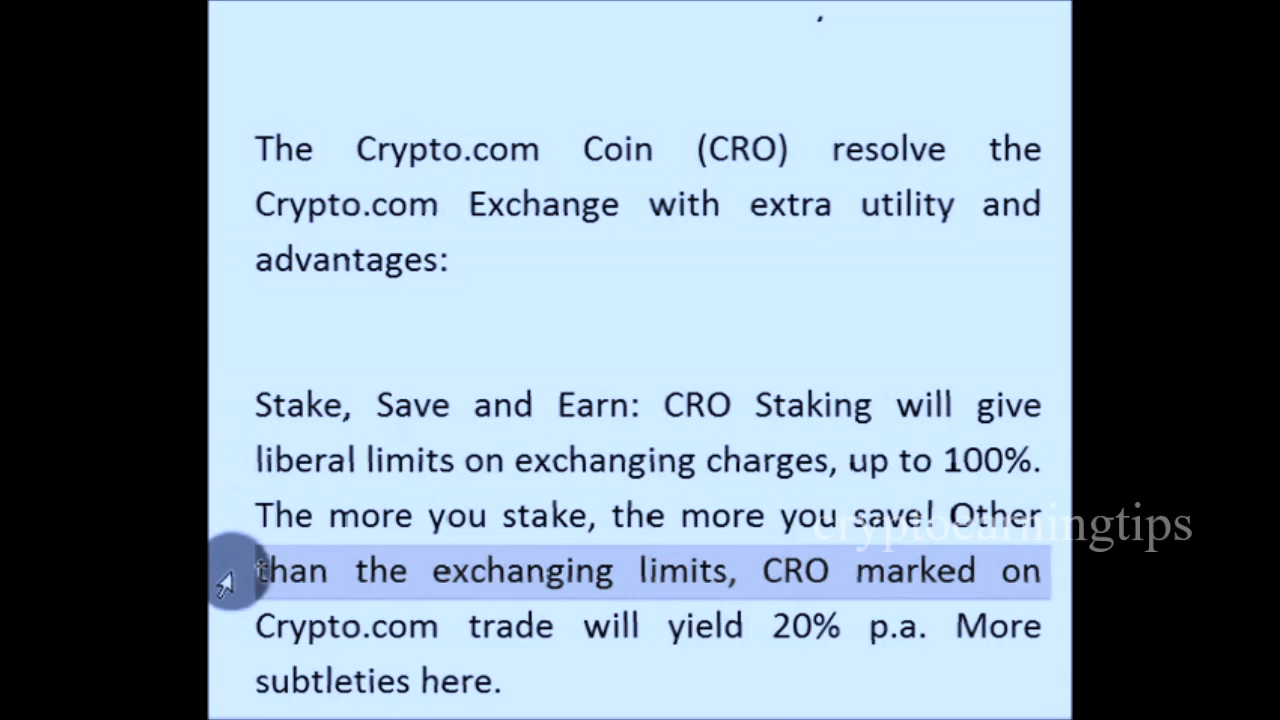 The Crypto.com Coin (CRO) resolve the
Crypto.com Exchange with extra utility and
advantages:
Stake, Save and Earn: CRO Staking will give
liberal limits on exchanging charges, up to 100%.
The more you stake, the more you save! Other
cryptoearningtips
than the exchanging limits, CRO marked on
Crypto.com trade will yield 20% p.a. More
subtleties here.